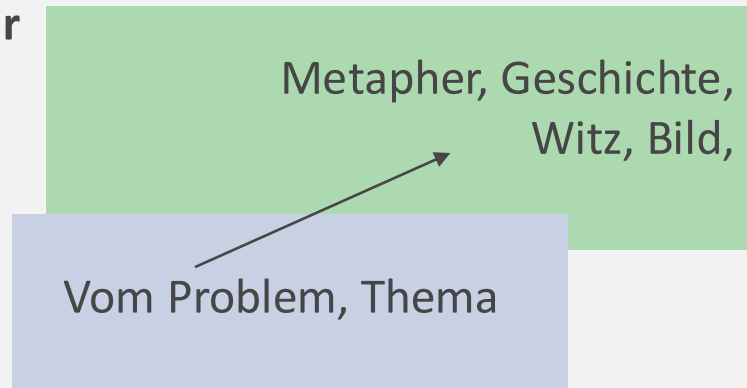 r
Metapher, Geschichte,
Witz, Bild,
Vom Problem, Thema